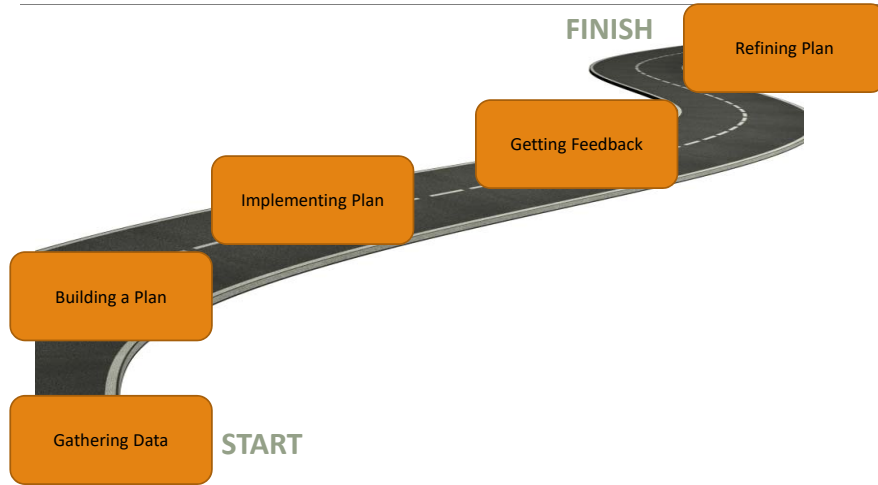 FINISH
Refining Plan
Getting Feedback
Implementing Plan
Building a Plan
Gathering Data
START